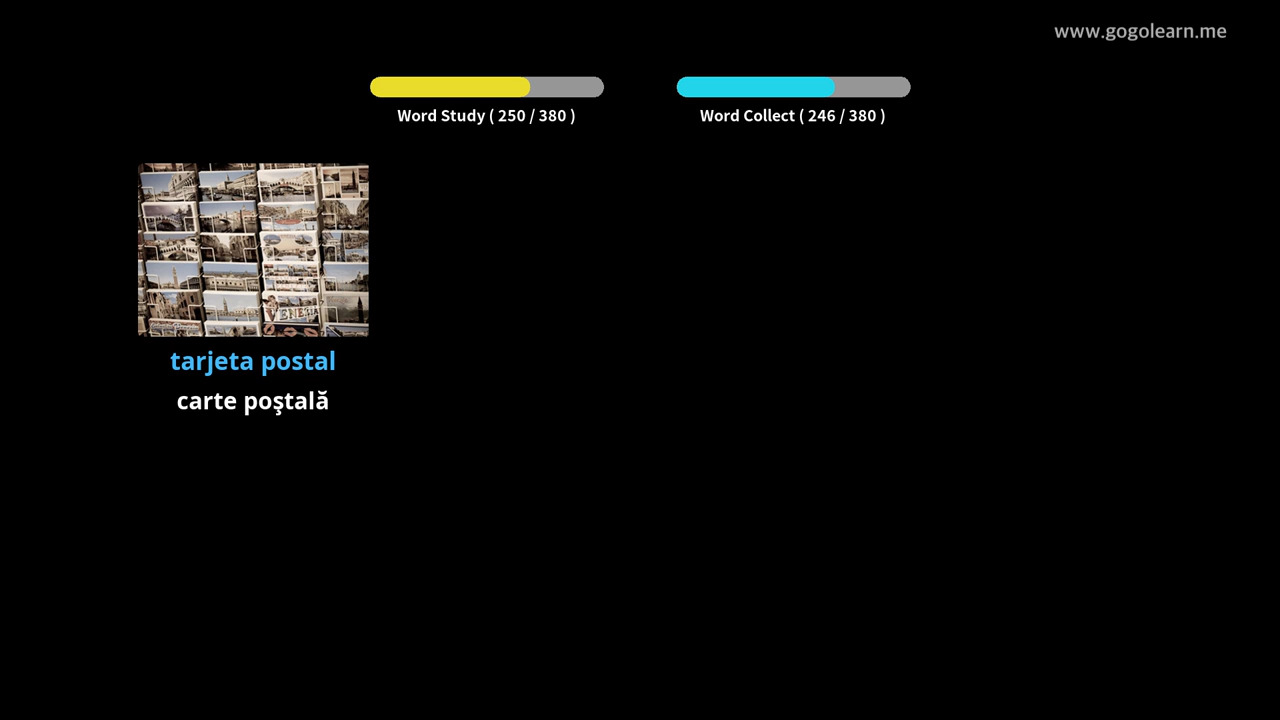 www.gogolearn.me
Word Study ( 250 / 380 )
Word Collect ( 246 / 380 )
tarjeta postal
carte poştală